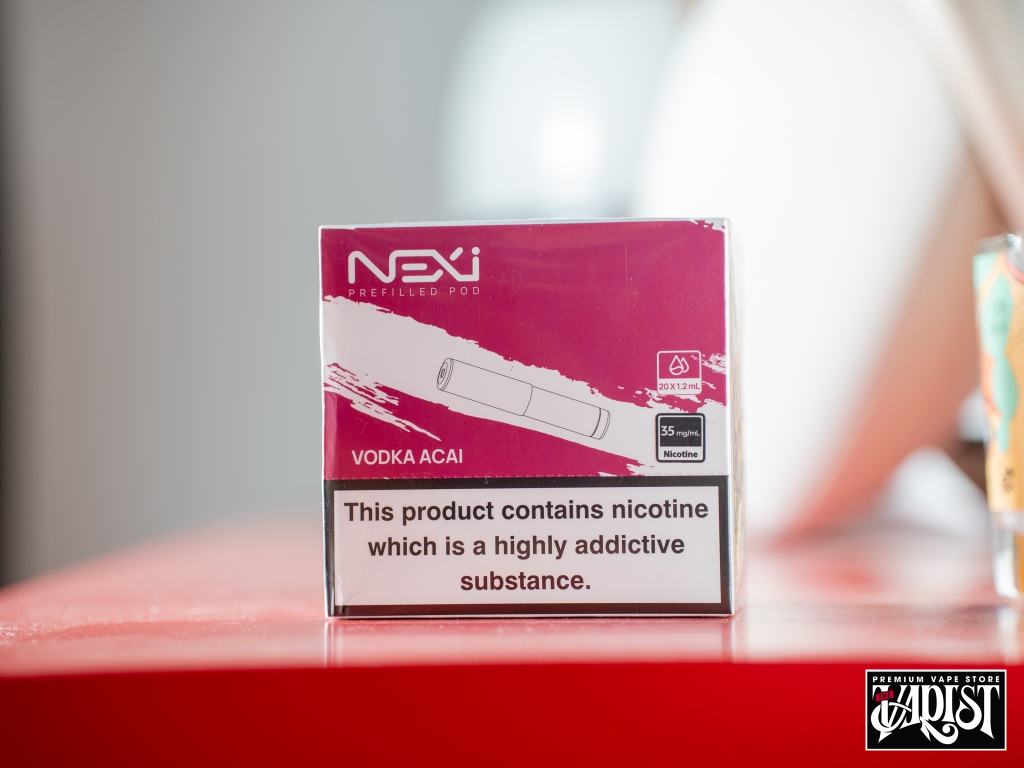 NEXi
PREFILLED POD
20 X 1.2 mL
35 mg/mL
Nicotine
VODKA ACAI
This product contains nicotine
which is a highly addictive
substance.
PREMIUM VAPE STORE
VAPIST